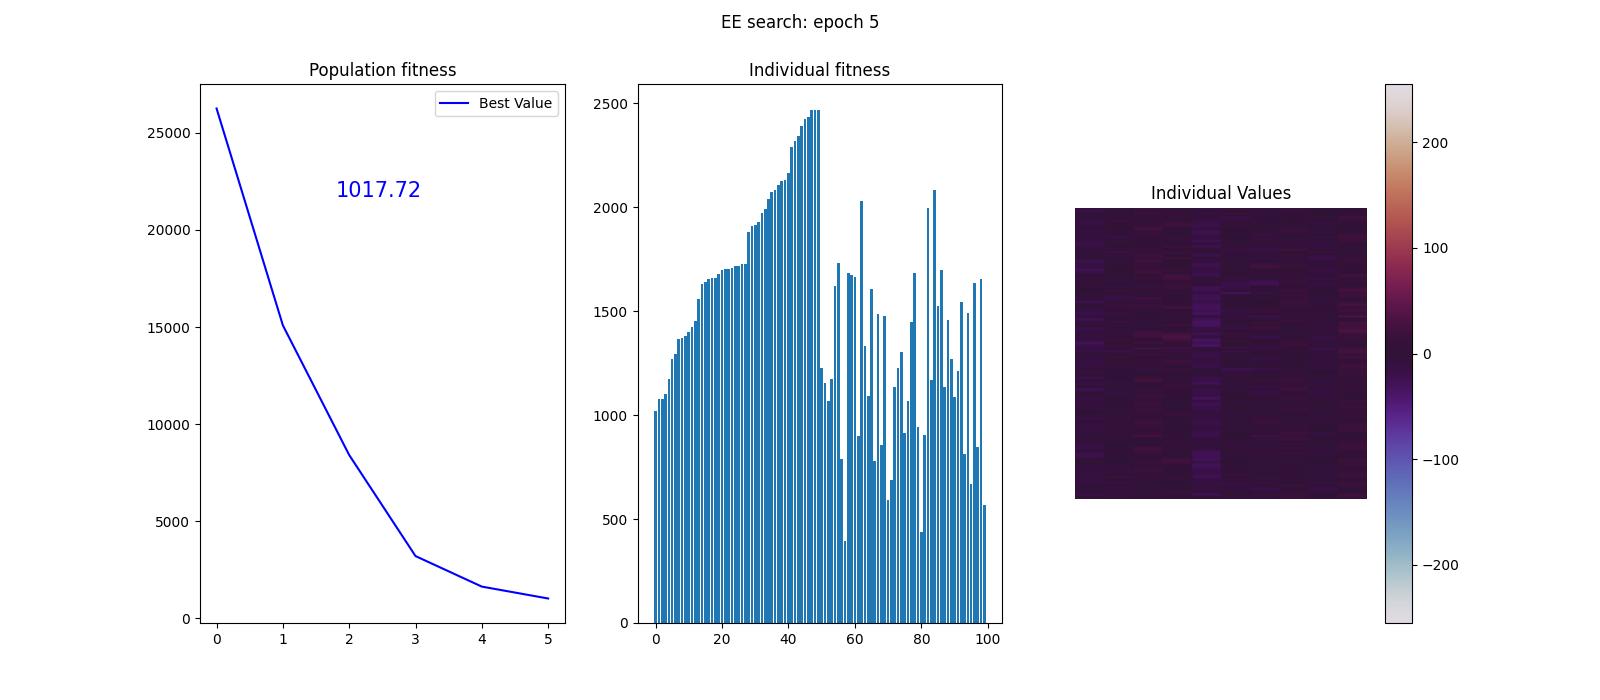 EE search: epoch 5
Population fitness
Best Value
1017.72
25000
20000
15000
10000
5000
0
0 1 2 3 4 5
Individual fitness
2500
2000
1500
1000
500
0
0 20 40 60 80 100
Individual Values
200
100
0
−100
−200